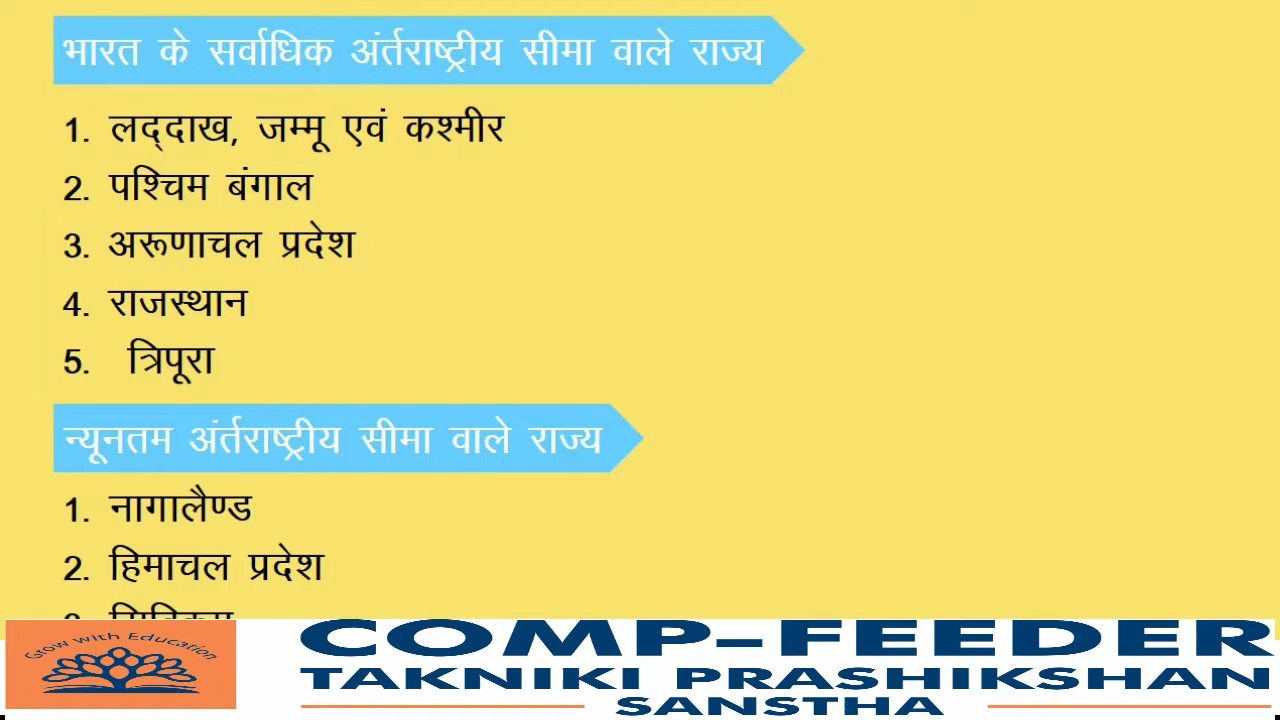 भारत के सर्वाधिक अंर्तराष्ट्रीय सीमा वाले राज्य
1. लद्दाख, जम्मू एवं कश्मीर
2. पश्चिम बंगाल
3. अरूणाचल प्रदेश
4. राजस्थान
5. त्रिपूरा
न्यूनतम अंर्तराष्ट्रीय सीमा वाले राज्य
1. नागालैण्ड
2. हिमाचल प्रदेश
Grow with Education
COMP-FEEDER
TAKNIKI PRASHIKSHAN
SANSTHA